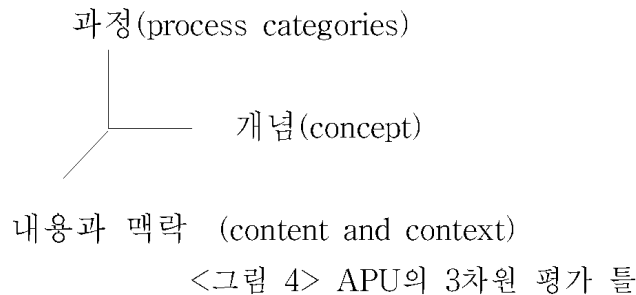 과정(process categories)
개념(concept)
내용과 맥락 (content and context)
<그림 4> APU의 3차원 평가 틀